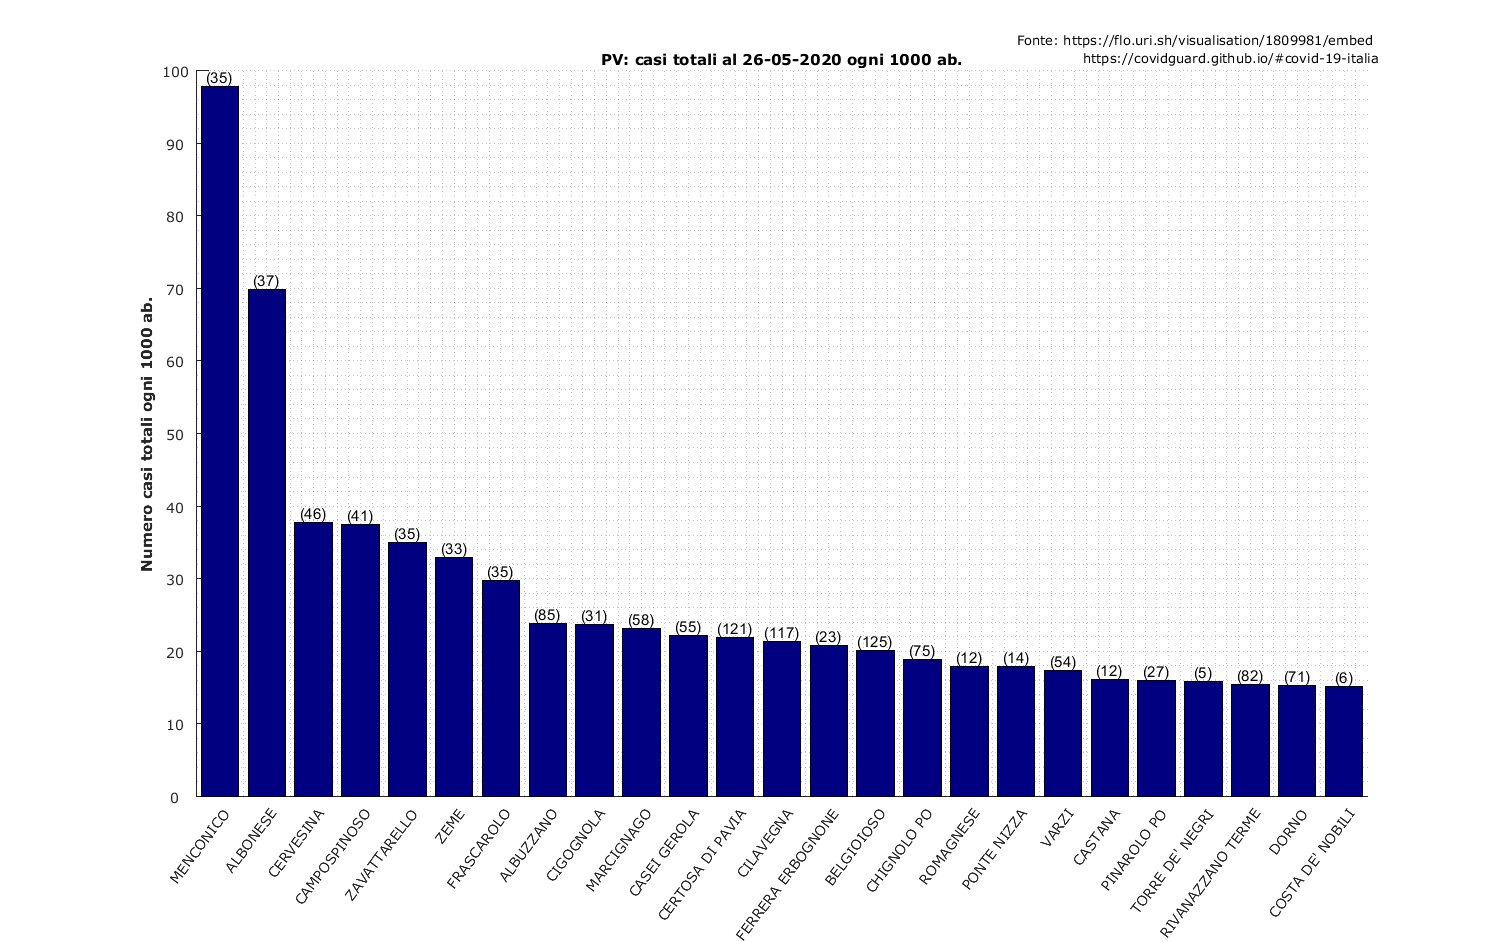 Fonte: https://flo.uri.sh/visualisation/1809981/embed
https://covidguard.github.io/#covid-19-italia
PV: casi totali al 26-05-2020 ogni 1000 ab.
Numero casi totali ogni 1000 ab.
100
90
80
70
60
50
40
30
20
10
0
(35)
(37)
(46)
(41)
(35)
(33)
(35)
(85)
(31)
(58)
(55)
(121)
(117)
(23)
(125)
(75)
(12)
(14)
(54)
(12)
(27)
(5)
(82)
(71)
(6)
MENCONICO
ALBONESE
CERVESINA
CAMPOSPINOSO
ZAVATTARELLO
ZEME
FRASCAROLO
ALBUZZANO
CIGOGNOLA
MARCIGNAGO
CASEI GEROLA
CERTOSA DI PAVIA
CILAVEGNA
FERRERA ERBOGNONE
BELGIOIOSO
CHIGNOLO PO
ROMAGNESE
PONTE NIZZA
VARZI
CASTANA
PINAROLO PO
TORRE DE' NEGRI
RIVANAZZANO TERME
DORNO
COSTA DE' NOBILI